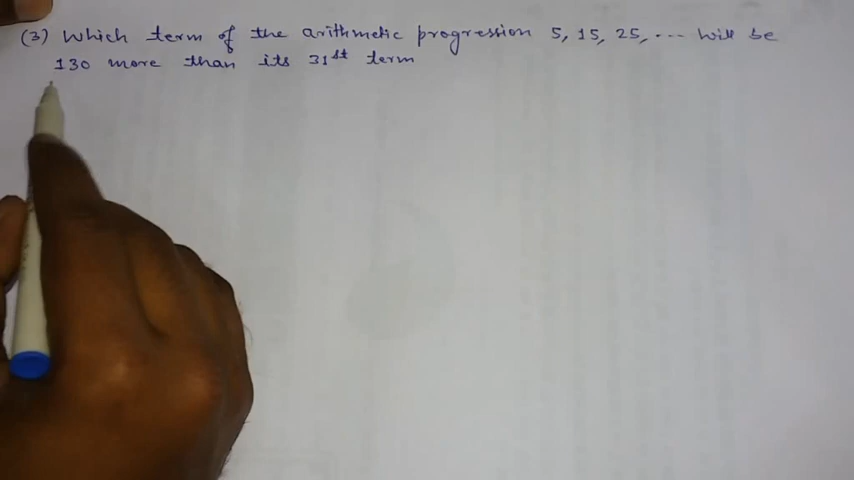 (3) Which term of the arithmetic progression 5, 15, 25, ... will be
130 more than its 31st term